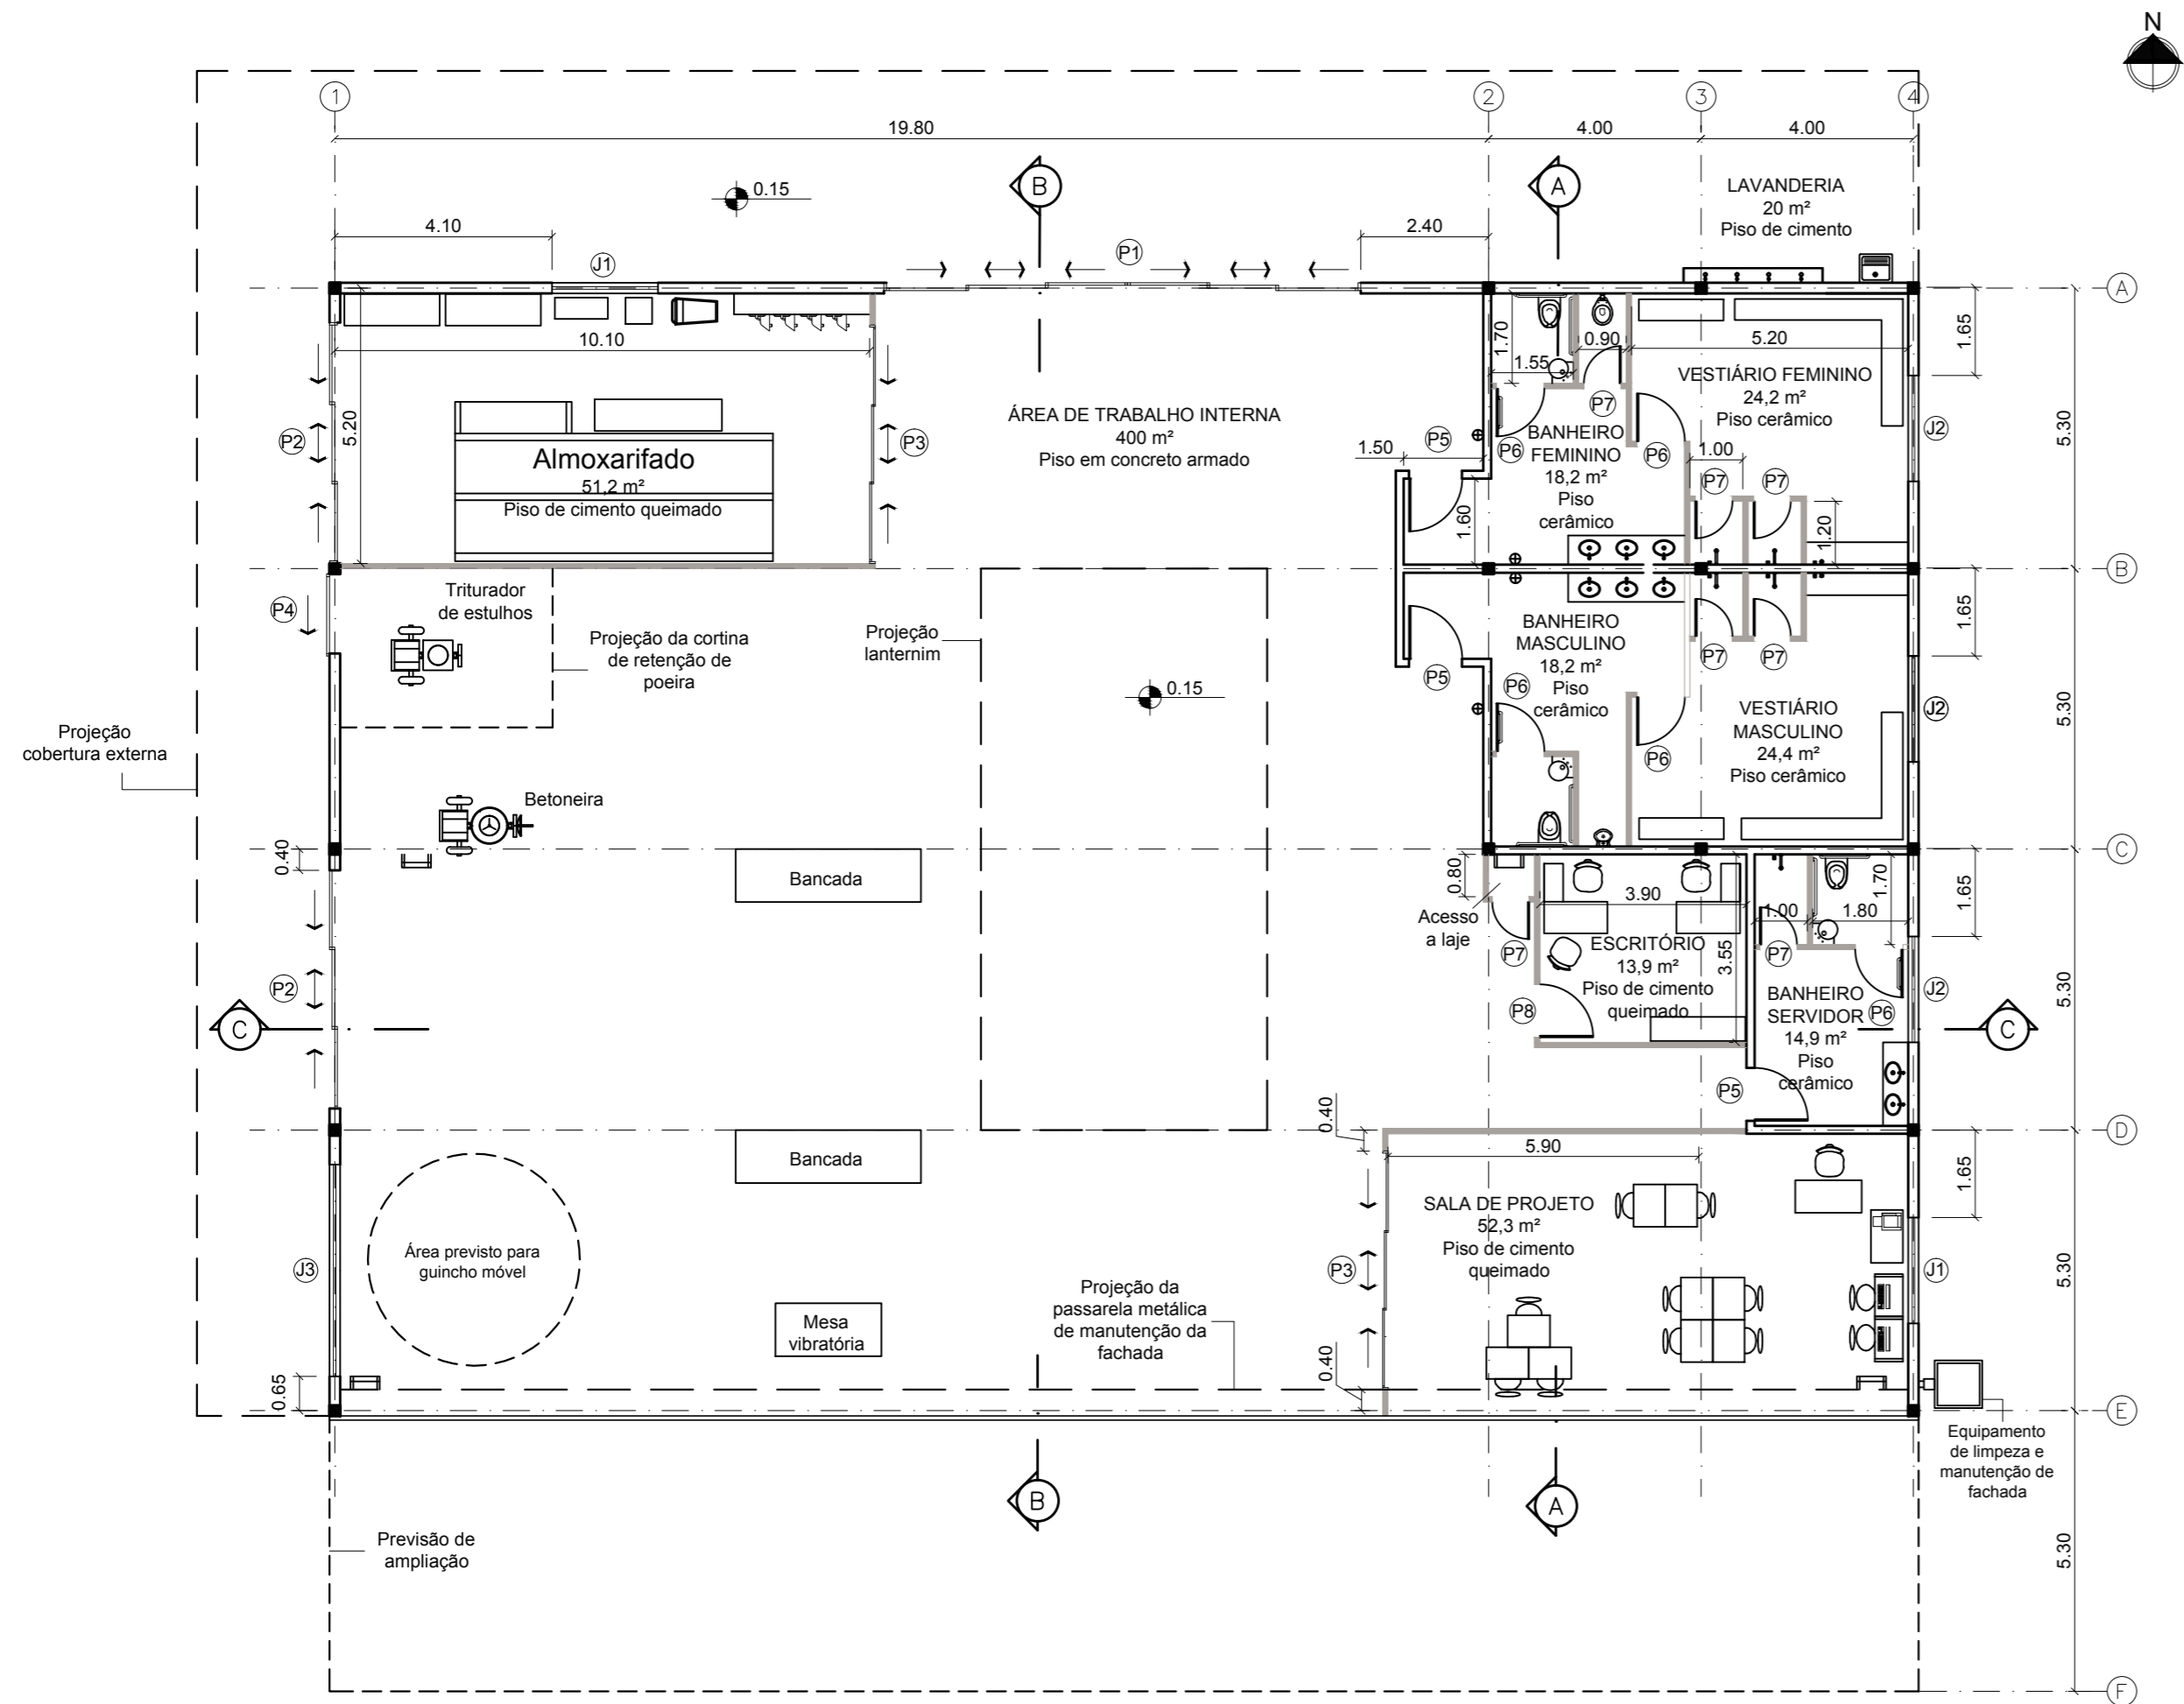 N
1
2
3
4
19.80
4.00
4.00
B
A
0.15
LAVANDERIA
20 m²
Piso de cimento
4.10
2.40
J1
P1
A
10.10
5.20
1.70
0.90
1.55
5.20
1.65
VESTIÁRIO FEMININO
24,2 m²
Piso cerâmico
P7
ÁREA DE TRABALHO INTERNA
400 m²
Piso em concreto armado
P2
P3
P5
1.50
P6
BANHEIRO
FEMININO
18,2 m²
Piso
cerâmico
P6
1.00
P7
P7
J2
5.30
Almoxarifado
51,2 m²
Piso de cimento queimado
1.60
1.20
B
Triturador
de estulhos
P4
Projeção da cortina
de retenção de
poeira
Projeção
lanternim
BANHEIRO
MASCULINO
18,2 m²
Piso
cerâmico
P7
P7
1.65
P5
P6
0.15
VESTIÁRIO
MASCULINO
24,4 m²
Piso cerâmico
P6
J2
5.30
Projeção
cobertura externa
Betoneira
0.40
C
Bancada
0.80
3.90
1.70
1.65
Acesso
a laje
1.00
1.80
P7
ESCRITÓRIO
13,9 m²
Piso de cimento
queimado
3.55
P7
P8
P2
BANHEIRO
SERVIDOR
14,9 m²
Piso
cerâmico
P6
J2
5.30
C
C
P5
0.40
D
Bancada
5.90
1.65
SALA DE PROJETO
52,3 m²
Piso de cimento
queimado
J3
Área previsto para
guincho móvel
P3
J1
5.30
Projeção da
passarela metálica
de manutenção da
fachada
Mesa
vibratória
0.65
0.40
E
Equipamento
de limpeza e
manutenção de
fachada
B
A
Previsão de
ampliação
5.30
F